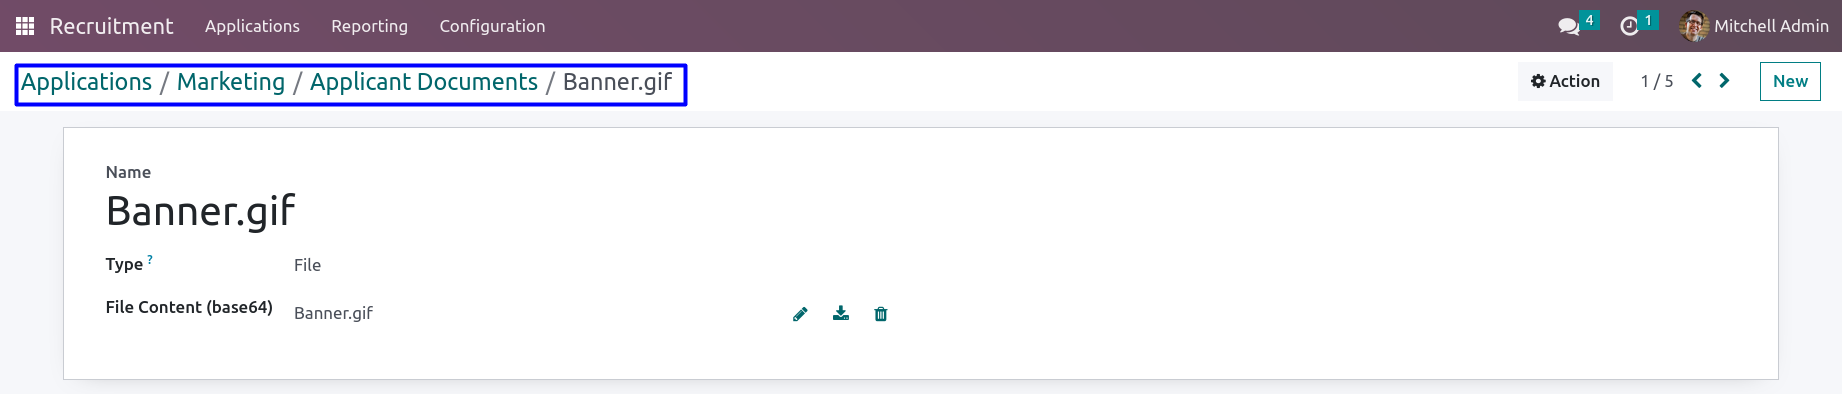 Recruitment Applications Reporting Configuration 4 1 Mitchell Admin
Applications / Marketing / Applicant Documents / Banner.gif Action 1 / 5 New
Name
Banner.gif
Type ? File
File Content (base64) Banner.gif